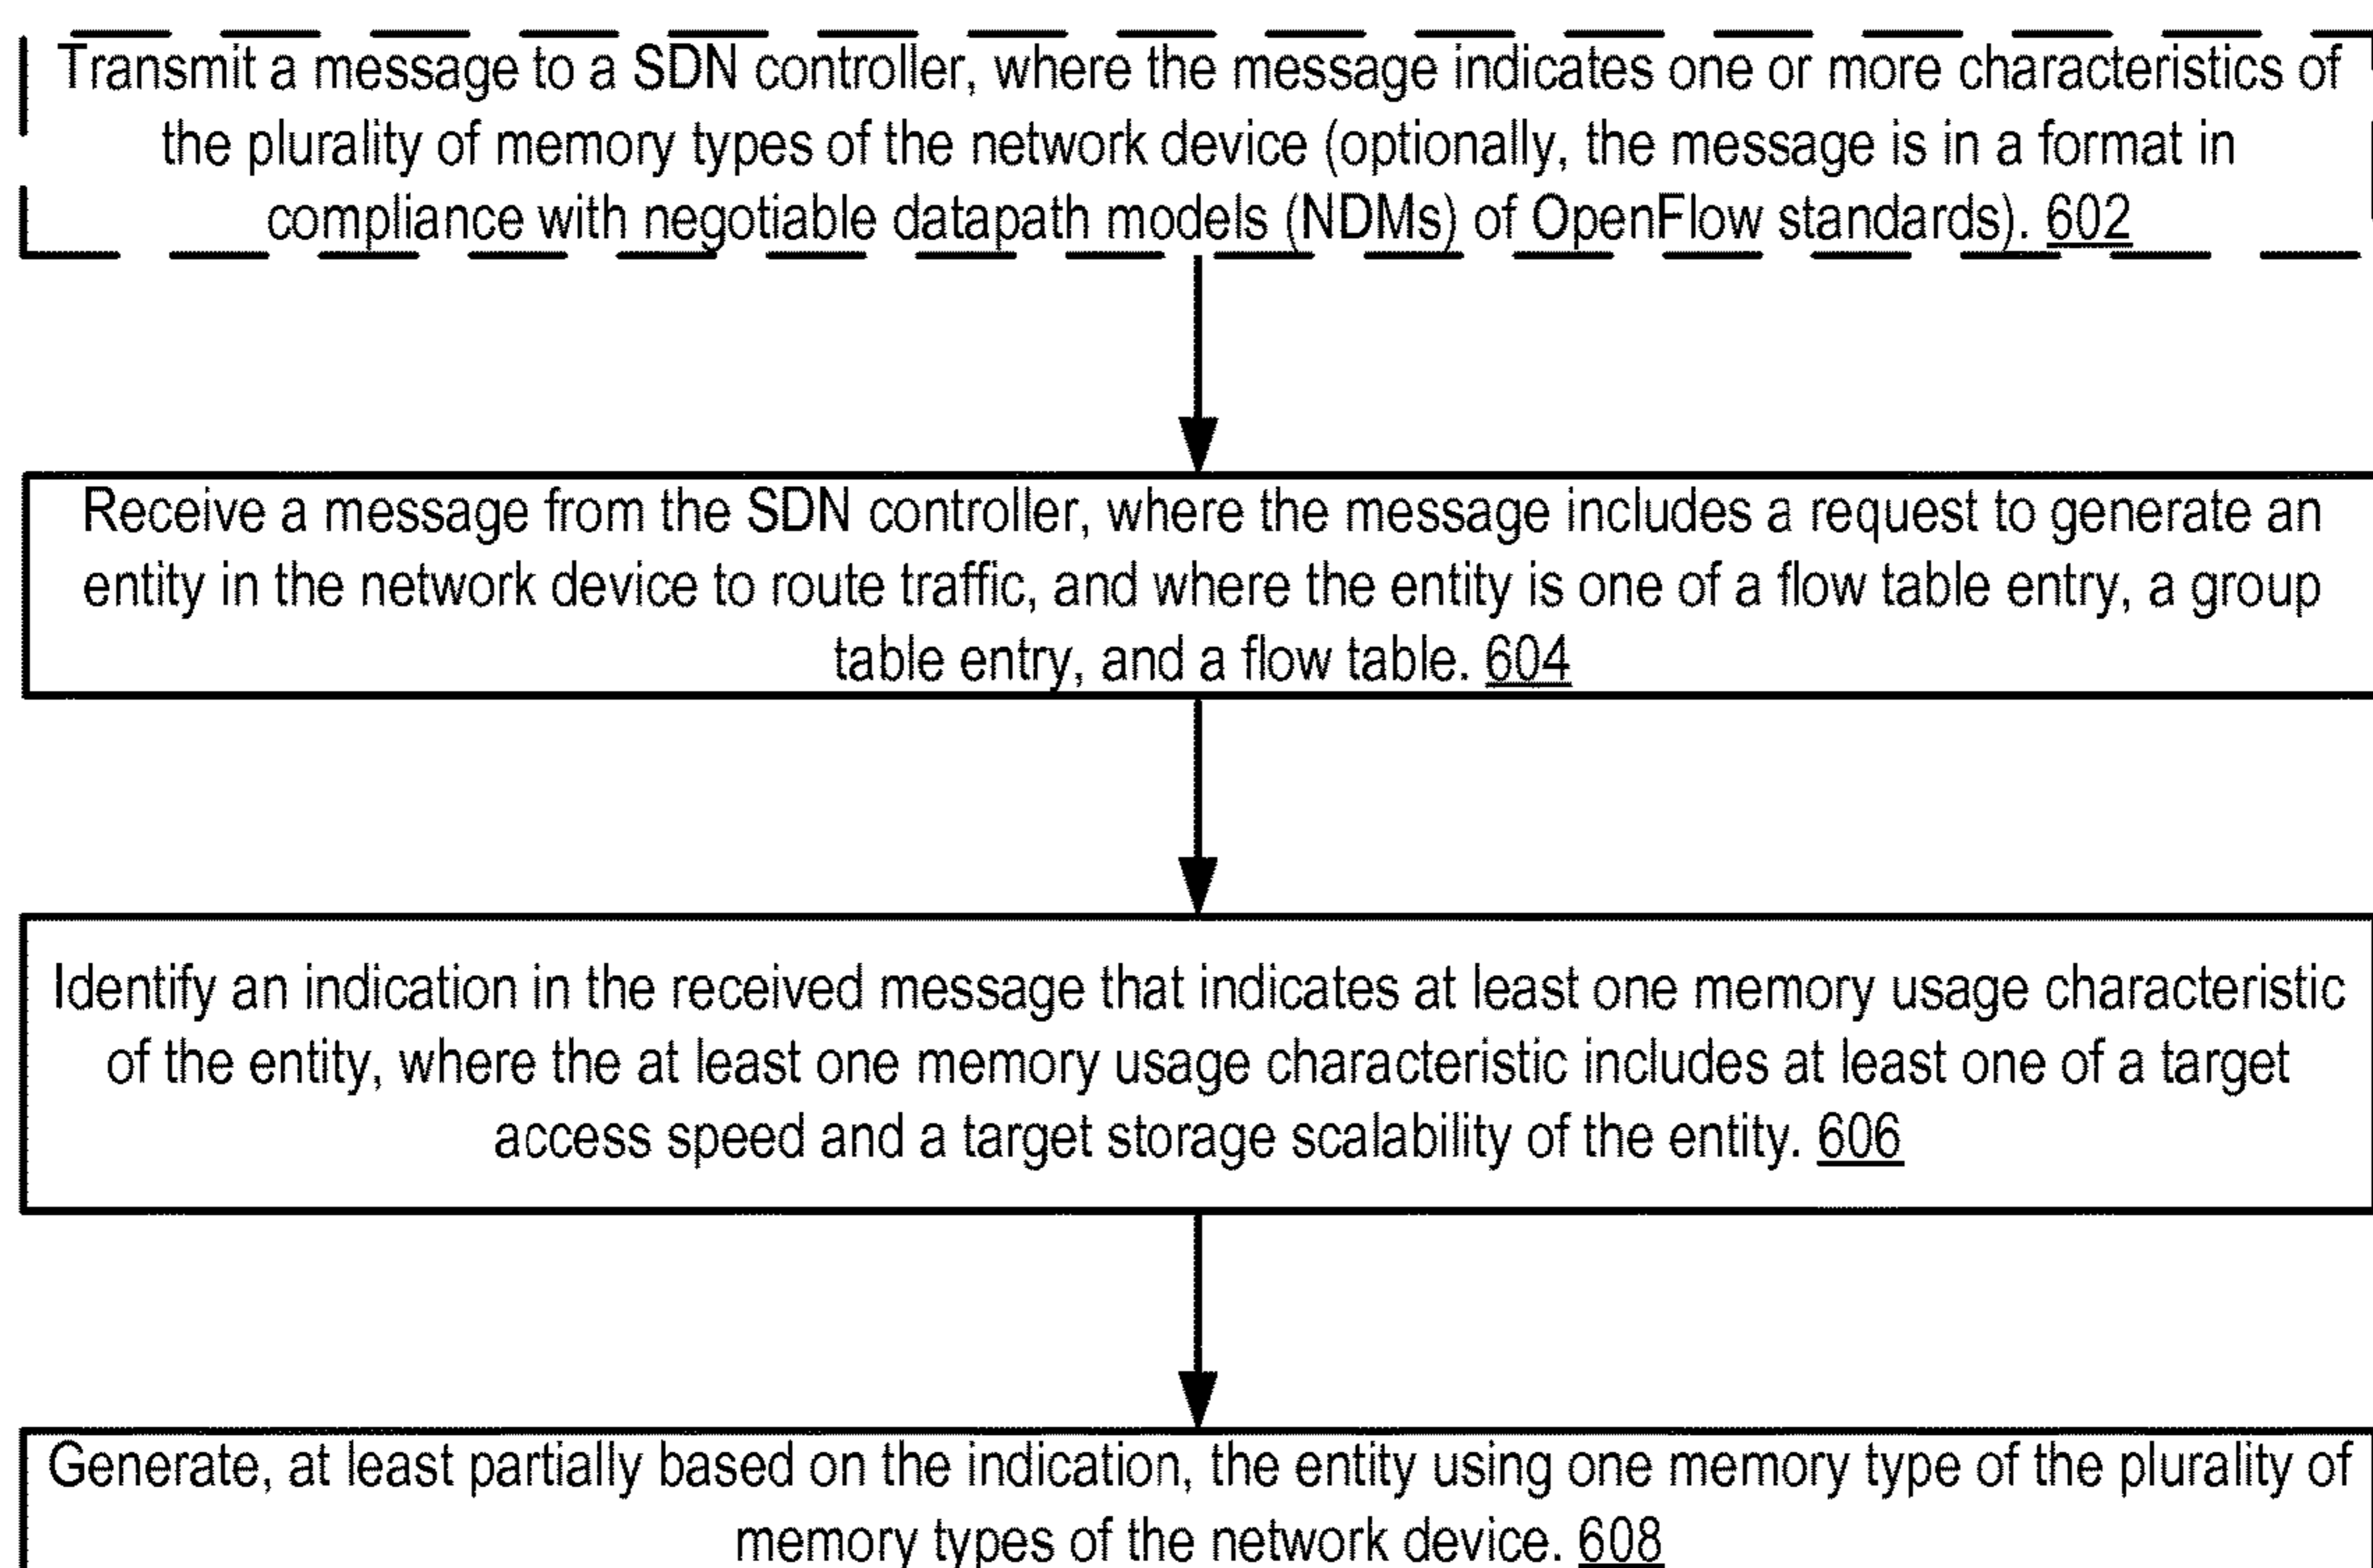 Transmit a message to a SDN controller, where the message indicates one or more characteristics of
the plurality of memory types of the network device (optionally, the message is in a format in
compliance with negotiable datapath models (NDMs) of OpenFlow standards). 602
Receive a message from the SDN controller, where the message includes a request to generate an
entity in the network device to route traffic, and where the entity is one of a flow table entry, a group
table entry, and a flow table. 604
Identify an indication in the received message that indicates at least one memory usage characteristic
of the entity, where the at least one memory usage characteristic includes at least one of a target
access speed and a target storage scalability of the entity. 606
Generate, at least partially based on the indication, the entity using one memory type of the plurality of
memory types of the network device. 608